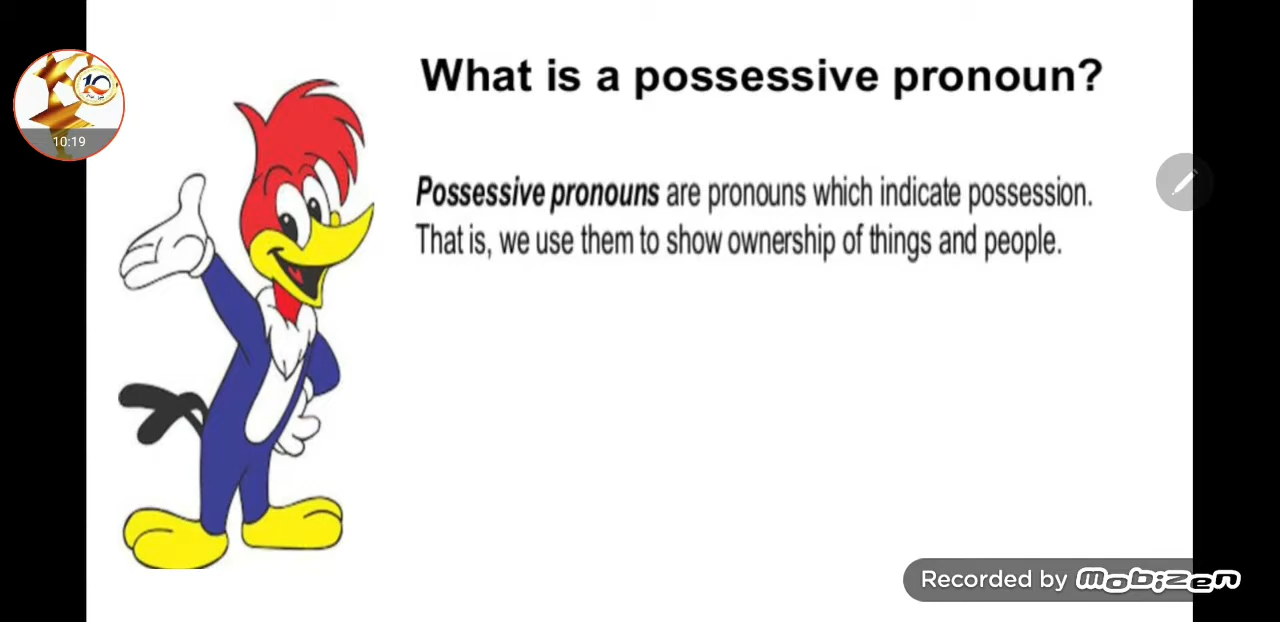 What is a possessive pronoun?
10
10:19
Possessive pronouns are pronouns which indicate possession.
That is, we use them to show ownership of things and people.
Recorded by mobizen